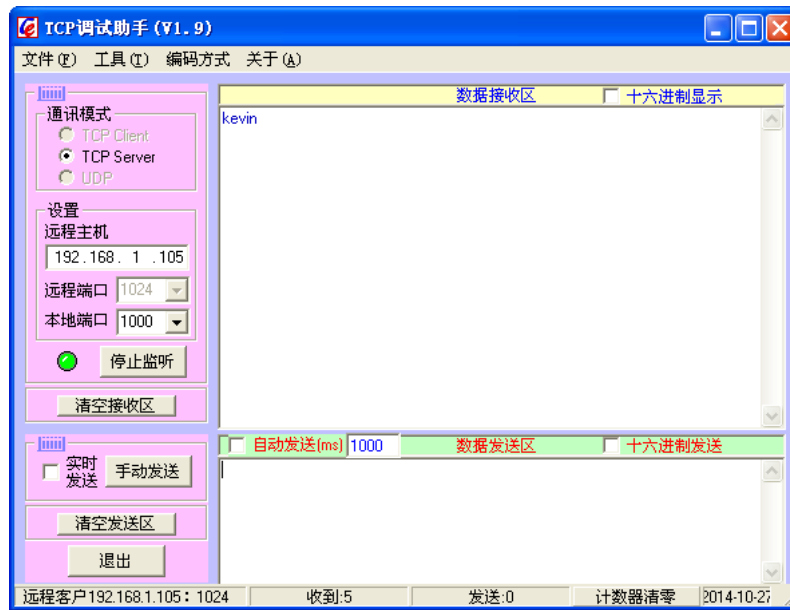 TCP调试助手(V1.9)
文件(F) 工具(T) 编码方式 关于(A)
通讯模式
TCP Client
TCP Server
UDP
设置
远程主机
192.168. 1 .105
远程端口 1024
本地端口 1000
停止监听
清空接收区
数据接收区 十六进制显示
kevin
自动发送(ms) 1000 数据发送区 十六进制发送
实时发送 手动发送
清空发送区
退出
远程客户192.168.1.105：1024 收到:5 发送:0 计数器清零 2014-10-27